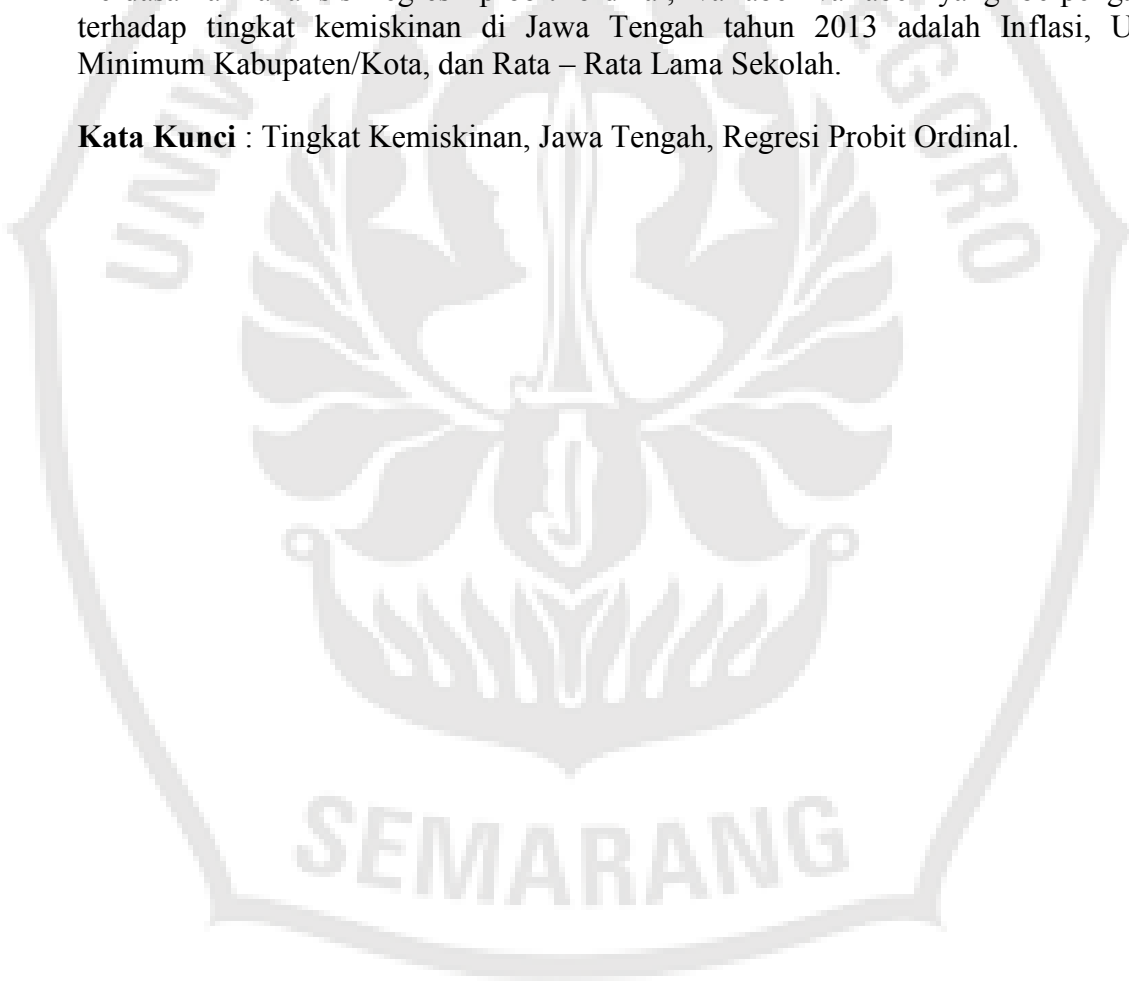 terhadap tingkat kemiskinan di Jawa Tengah tahun 2013 adalah Inflasi,
Minimum Kabupaten/Kota, dan Rata – Rata Lama Sekolah.
Kata Kunci : Tingkat Kemiskinan, Jawa Tengah, Regresi Probit Ordinal.
SEMARANG